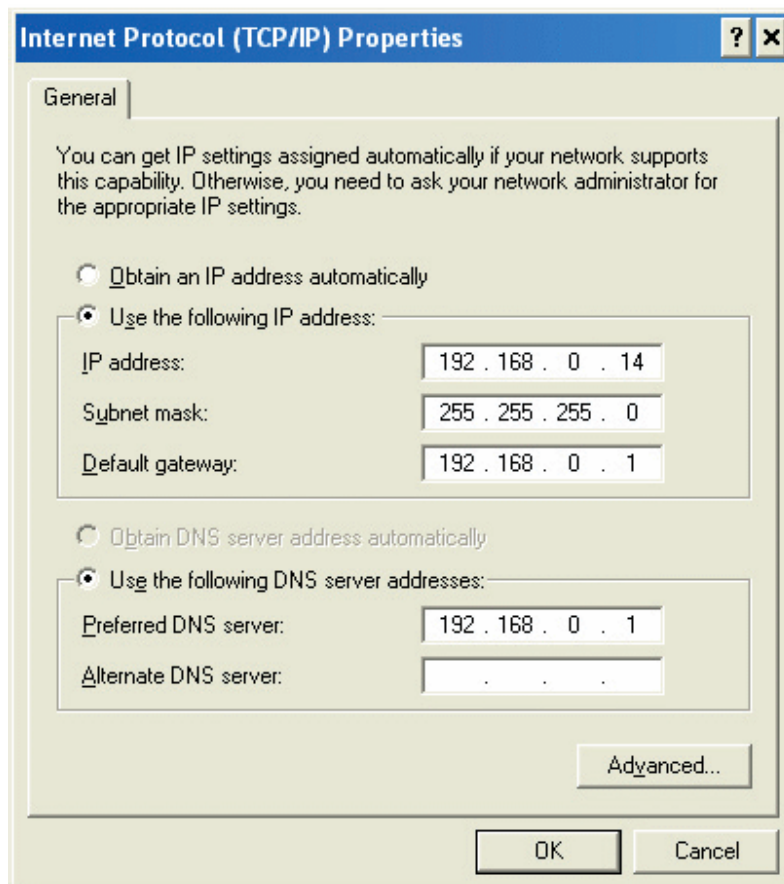 Internet Protocol (TCP/IP) Properties
General
You can get IP settings assigned automatically if your network supports
this capability. Otherwise, you need to ask your network administrator for
the appropriate IP settings.
Obtain an IP address automatically
Use the following IP address:
IP address: 192 . 168 . 0 . 14
Subnet mask: 255 . 255 . 255 . 0
Default gateway: 192 . 168 . 0 . 1
Obtain DNS server address automatically
Use the following DNS server addresses:
Preferred DNS server: 192 . 168 . 0 . 1
Alternate DNS server: . . .
Advanced...
OK Cancel